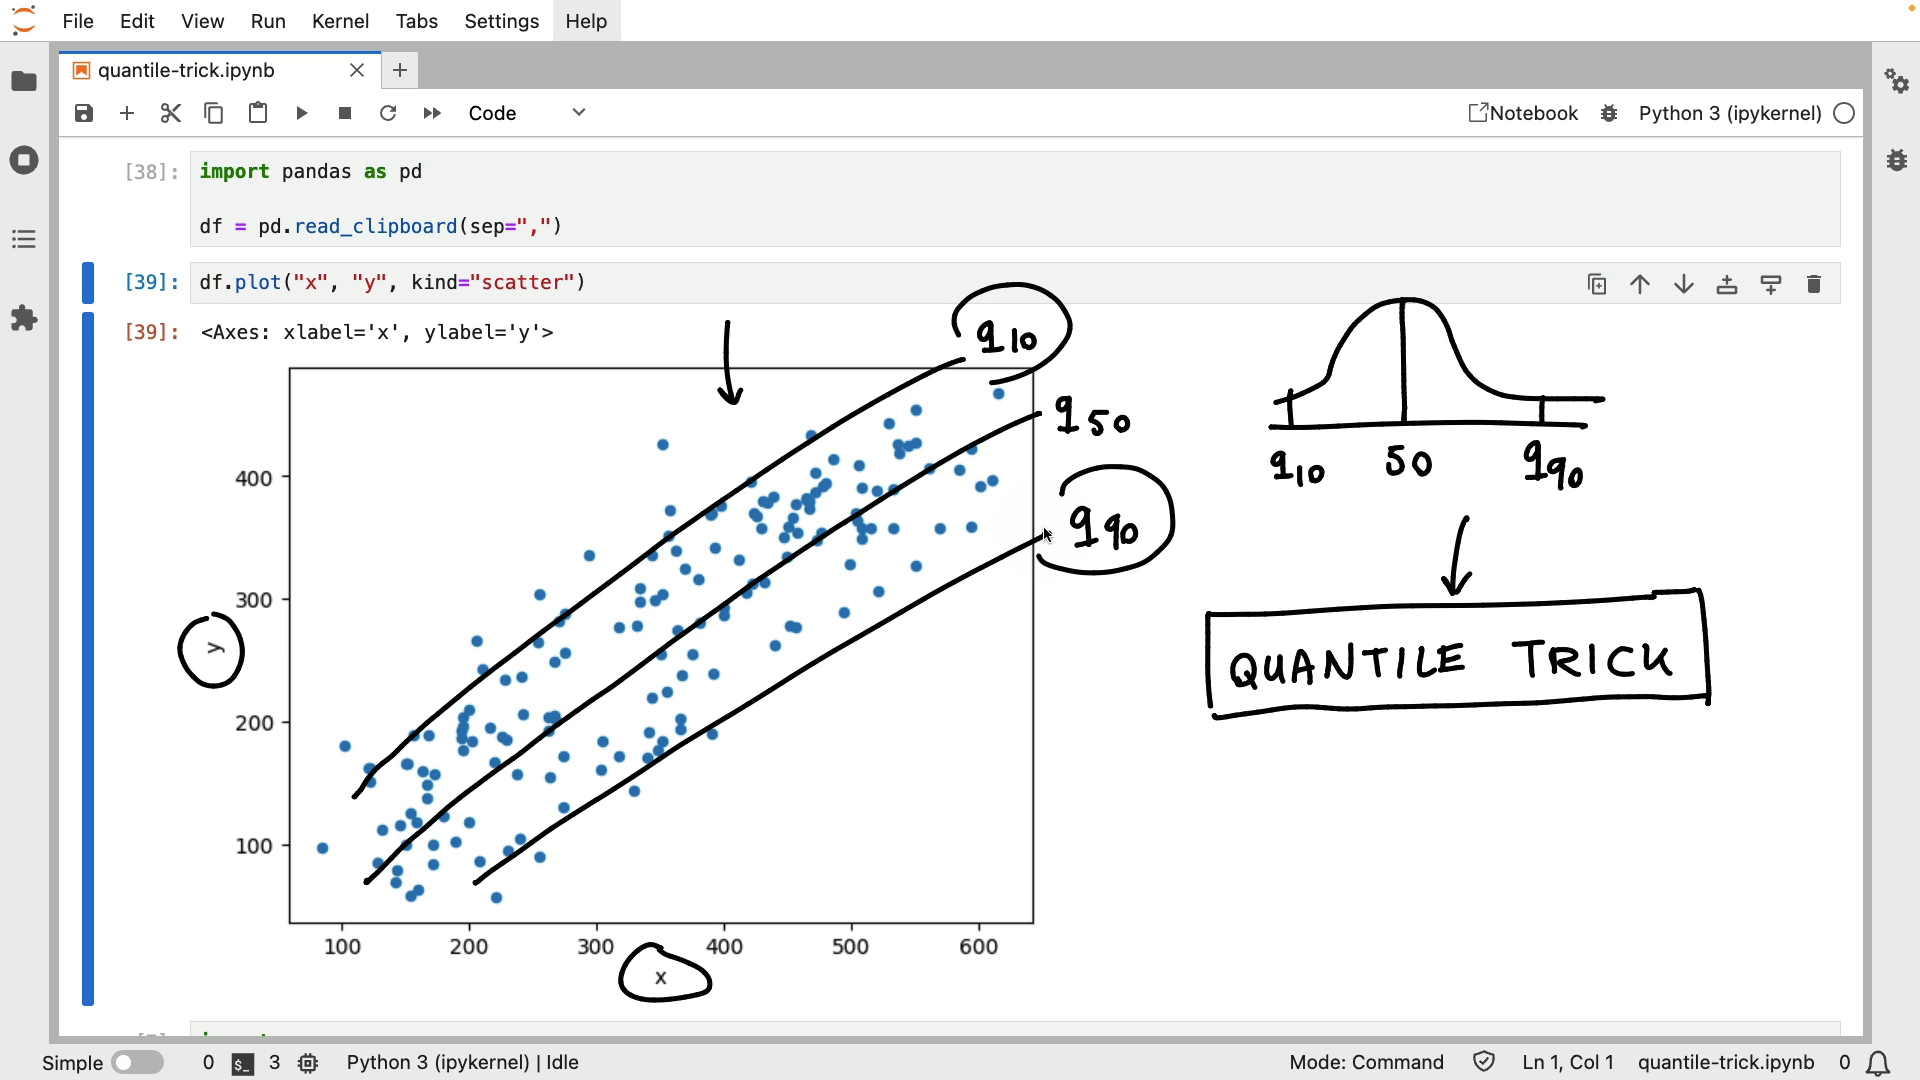 File Edit View Run Kernel Tabs Settings Help
quantile-trick.ipynb
Code
Notebook Python 3 (ipykernel)
[38]: import pandas as pd
df = pd.read_clipboard(sep=",")
[39]: df.plot("x", "y", kind="scatter")
[39]: <Axes: xlabel='x', ylabel='y'>
q10
q50
q90
q10 50 q90
QUANTILE TRICK
400
300
y
200
100
100 200 300 400 500 600
x
Simple 0 $_ 3 Python 3 (ipykernel) | Idle Mode: Command Ln 1, Col 1 quantile-trick.ipynb 0